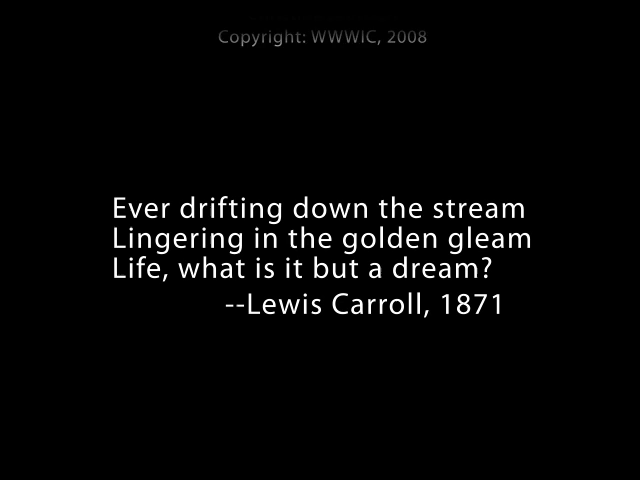 Copyright: WWWIC, 2008
Ever drifting down the stream
Lingering in the golden gleam
Life, what is it but a dream?
--Lewis Carroll, 1871